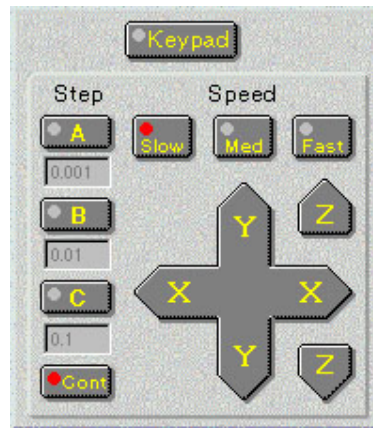 Keypad
Step Speed
A Slow Med Fast
0.001
Y Z
B
0.01
X X
C
0.1
Y Z
Cont